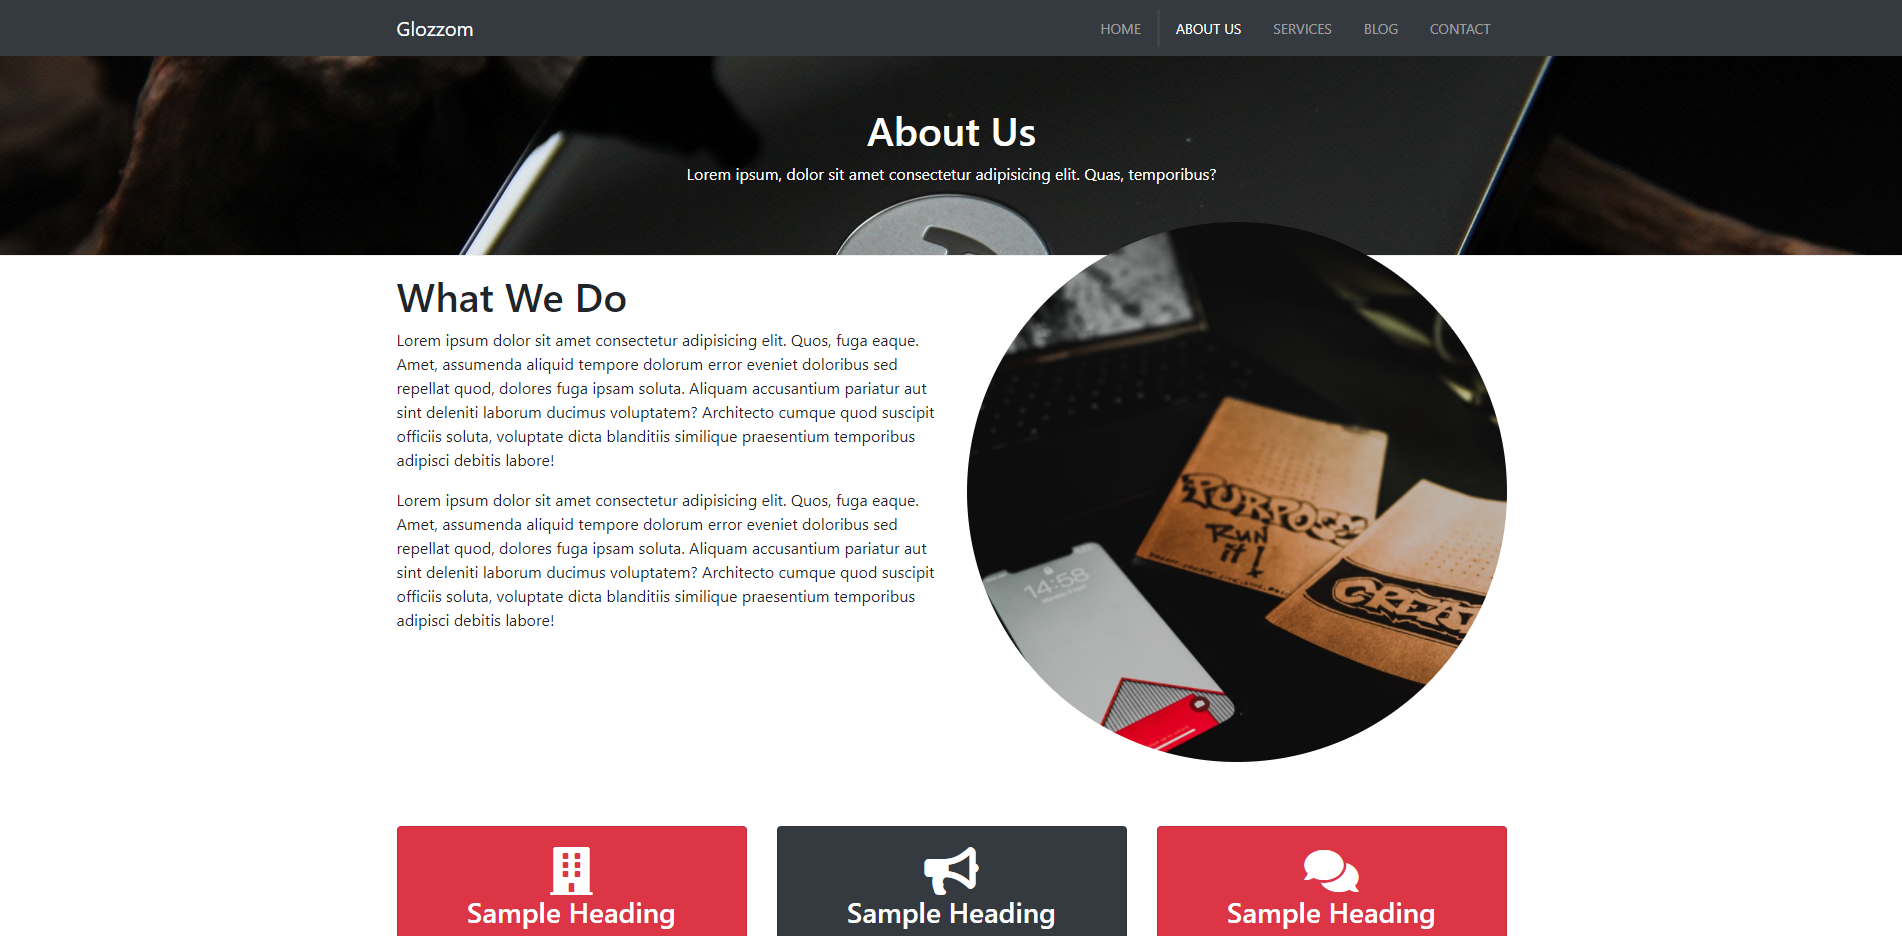 Glozzom
HOME
ABOUT US
SERVICES
BLOG
CONTACT
About Us
Lorem ipsum, dolor sit amet consectetur adipisicing elit. Quas, temporibus?
What We Do
Lorem ipsum dolor sit amet consectetur adipisicing elit. Quos, fuga eaque.
Amet, assumenda aliquid tempore dolorum error eveniet doloribus sed
repellat quod, dolores fuga ipsam soluta. Aliquam accusantium pariatur aut
sint deleniti laborum ducimus voluptatem? Architecto cumque quod suscipit
officiis soluta, voluptate dicta blanditiis similique praesentium temporibus
adipisci debitis labore!
Lorem ipsum dolor sit amet consectetur adipisicing elit. Quos, fuga eaque.
Amet, assumenda aliquid tempore dolorum error eveniet doloribus sed
repellat quod, dolores fuga ipsam soluta. Aliquam accusantium pariatur aut
sint deleniti laborum ducimus voluptatem? Architecto cumque quod suscipit
officiis soluta, voluptate dicta blanditiis similique praesentium temporibus
adipisci debitis labore!
PURPOSE
RUN
it!
CREA
14:58
Sample Heading
Sample Heading
Sample Heading